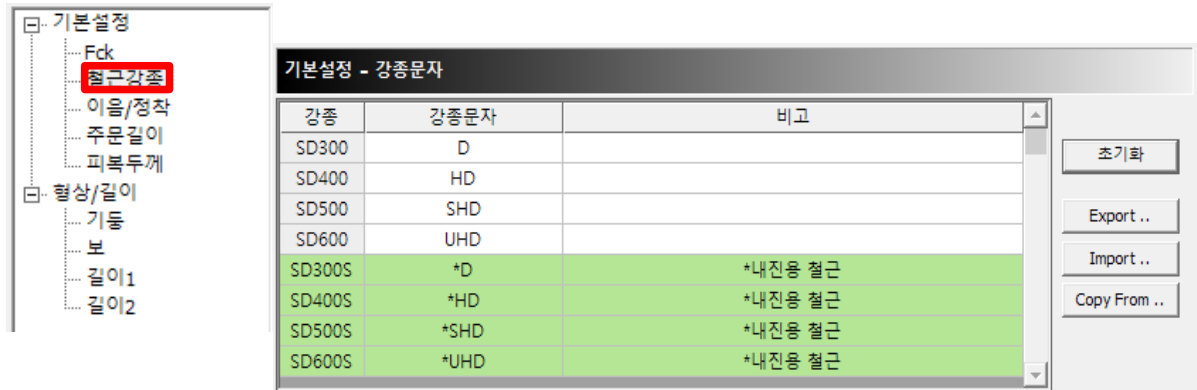 기본설정
Fck
철근강종
이음/정착
주문길이
피복두께
형상/길이
기둥
보
길이1
길이2
기본설정 - 강종문자
강종 강종문자 비고
SD300 D
SD400 HD
SD500 SHD
SD600 UHD
SD300S *D *내진용 철근
SD400S *HD *내진용 철근
SD500S *SHD *내진용 철근
SD600S *UHD *내진용 철근
초기화
Export ..
Import ..
Copy From ..